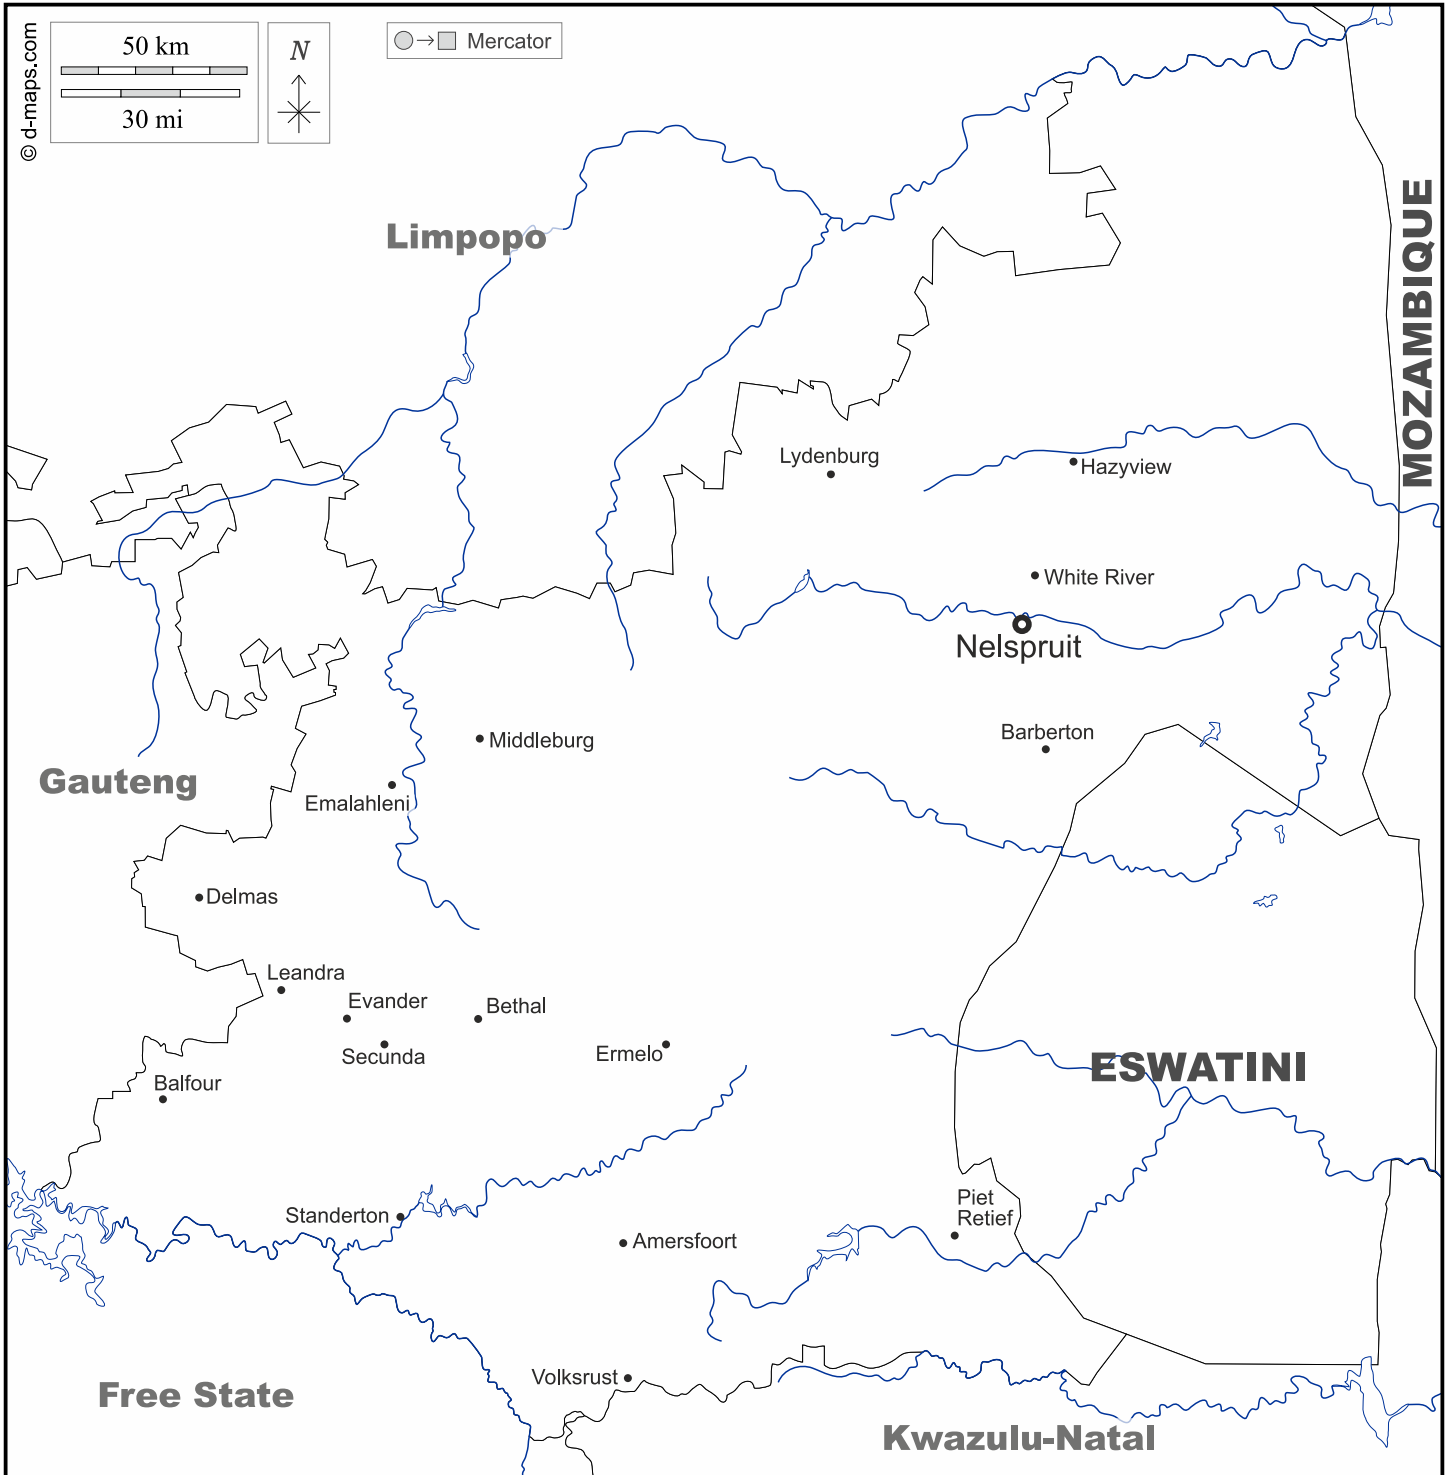 © d-maps.com
50 km
30 mi
N
Mercator
Limpopo
MOZAMBIQUE
Lydenburg
Hazyview
White River
Nelspruit
Barberton
Middleburg
Gauteng
Emalahleni
Delmas
Leandra
Evander
Bethal
Secunda
Ermelo
ESWATINI
Balfour
Piet
Retief
Standerton
Amersfoort
Volksrust
Free State
Kwazulu-Natal